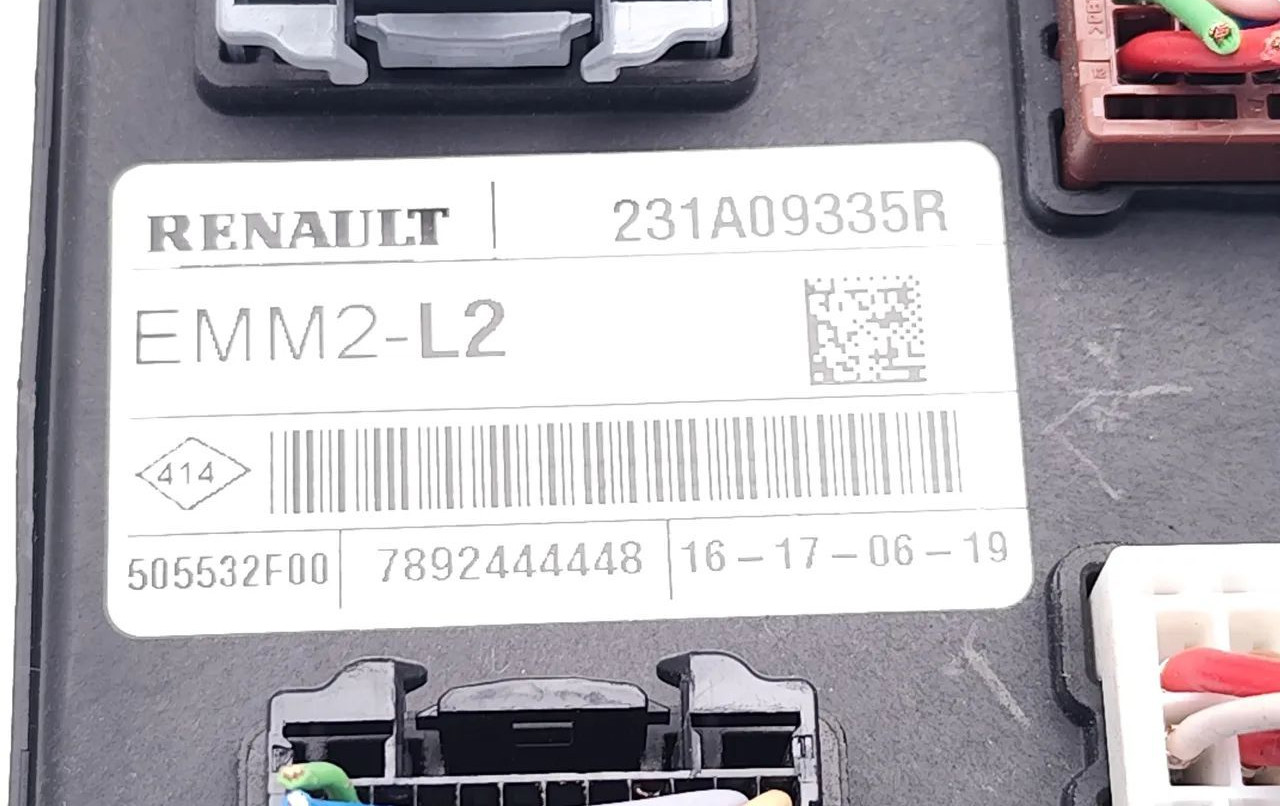 RENAULT 231A09335R
EMM2-L2
414
505532F00 7892444448 16-17-06-19